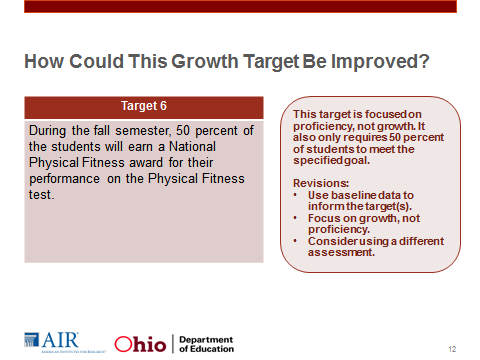 How Could This Growth Target Be Improved?
Target 6
During the fall semester, 50 percent of
the students will earn a National
Physical Fitness award for their
performance on the Physical Fitness
test.
This target is focused on
proficiency, not growth. It
also only requires 50 percent
of students to meet the
specified goal.
Revisions:
• Use baseline data to
inform the target(s).
• Focus on growth, not
proficiency.
• Consider using a different
assessment.
AIR
AMERICAN INSTITUTES FOR RESEARCH
Ohio
Department
of Education
12